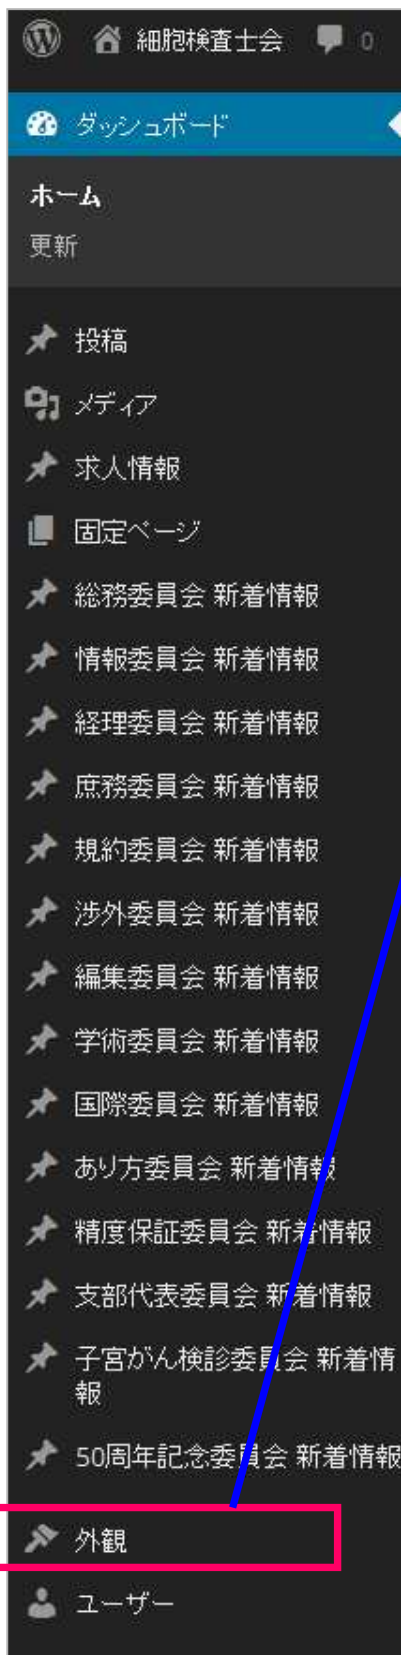 細胞検査士会 0
ダッシュボード
ホーム
更新
投稿
メディア
求人情報
固定ページ
総務委員会 新着情報
情報委員会 新着情報
経理委員会 新着情報
庶務委員会 新着情報
規約委員会 新着情報
渉外委員会 新着情報
編集委員会 新着情報
学術委員会 新着情報
国際委員会 新着情報
あり方委員会 新着情報
精度保証委員会 新着情報
支部代表委員会 新着情報
子宮がん検診委員会 新着情
報
50周年記念委員会 新着情報
外観
ユーザー